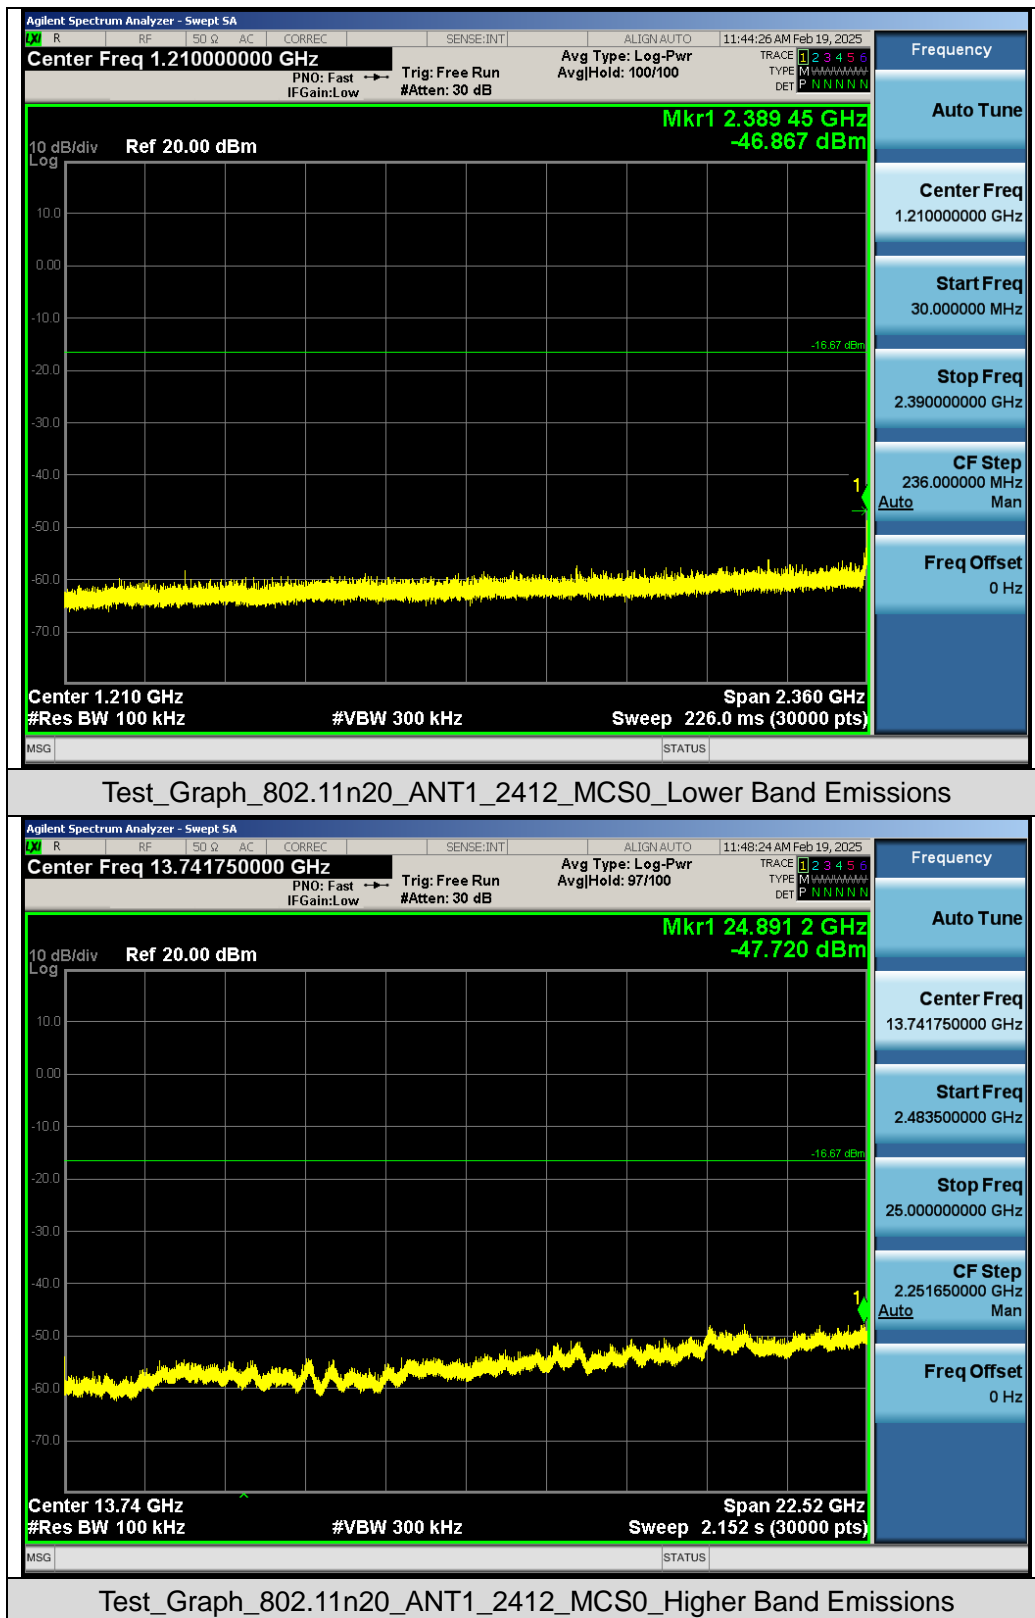 Agilent Spectrum Analyzer - Swept SA
LXI R RF 50 Ω AC CORREC SENSE:INT ALIGN AUTO 11:44:26 AM Feb 19, 2025
Center Freq 1.210000000 GHz
PNO: Fast
IFGain:Low
Trig: Free Run
#Atten: 30 dB
Avg Type: Log-Pwr
Avg|Hold: 100/100
TRACE 1 2 3 4 5 6
TYPE M WWWWW
DET P N N N N N
Frequency
Mkr1 2.389 45 GHz
-46.867 dBm
10 dB/div Ref 20.00 dBm
Log
10.0
0.00
-10.0
-16.67 dBm
-20.0
-30.0
-40.0
1
-50.0
-60.0
-70.0
Center 1.210 GHz Span 2.360 GHz
#Res BW 100 kHz #VBW 300 kHz Sweep 226.0 ms (30000 pts)
MSG STATUS
Auto Tune
Center Freq
1.210000000 GHz
Start Freq
30.000000 MHz
Stop Freq
2.390000000 GHz
CF Step
236.000000 MHz
Auto Man
Freq Offset
0 Hz
Test_Graph_802.11n20_ANT1_2412_MCS0_Lower Band Emissions
Agilent Spectrum Analyzer - Swept SA
LXI R RF 50 Ω AC CORREC SENSE:INT ALIGN AUTO 11:48:24 AM Feb 19, 2025
Center Freq 13.741750000 GHz
PNO: Fast
IFGain:Low
Trig: Free Run
#Atten: 30 dB
Avg Type: Log-Pwr
Avg|Hold: 97/100
TRACE 1 2 3 4 5 6
TYPE M WWWWW
DET P N N N N N
Frequency
Mkr1 24.891 2 GHz
-47.720 dBm
10 dB/div Ref 20.00 dBm
Log
10.0
0.00
-10.0
-16.67 dBm
-20.0
-30.0
-40.0
1
-50.0
-60.0
-70.0
Center 13.74 GHz Span 22.52 GHz
#Res BW 100 kHz #VBW 300 kHz Sweep 2.152 s (30000 pts)
MSG STATUS
Auto Tune
Center Freq
13.741750000 GHz
Start Freq
2.483500000 GHz
Stop Freq
25.000000000 GHz
CF Step
2.251650000 GHz
Auto Man
Freq Offset
0 Hz
Test_Graph_802.11n20_ANT1_2412_MCS0_Higher Band Emissions